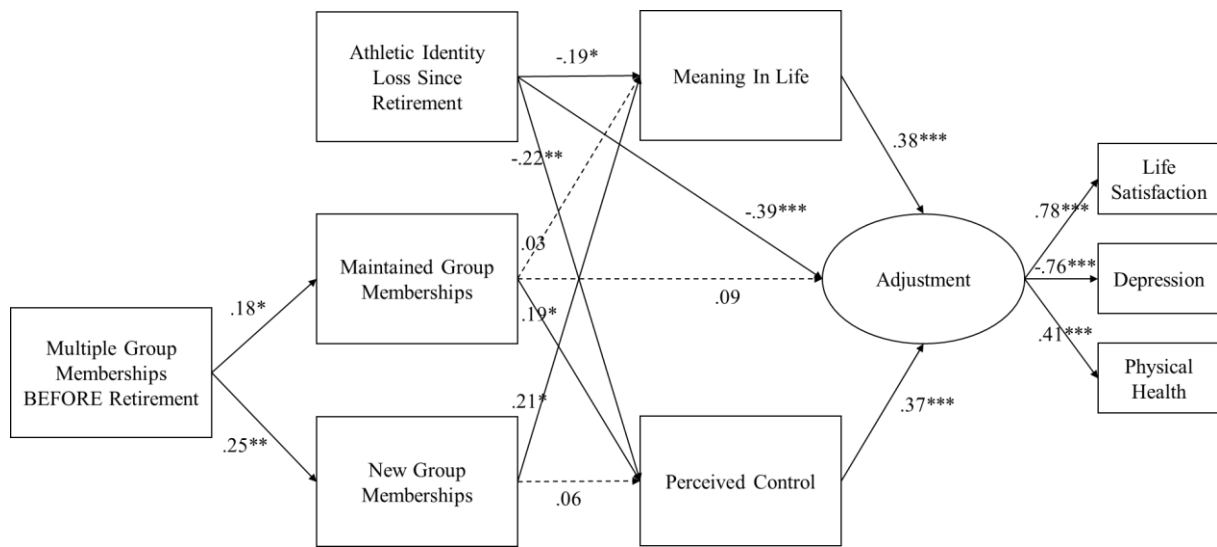 Athletic Identity
Loss Since
Retirement
-.19*
Meaning In Life
-.22**
.38***
-.39***
Life
Satisfaction
.78***
.03
Maintained Group
Memberships
.09
Adjustment
-.76***
Depression
.18*
.19*
.41***
Multiple Group
Memberships
BEFORE Retirement
Physical
Health
.21*
.37***
.25**
New Group
Memberships
.06
Perceived Control